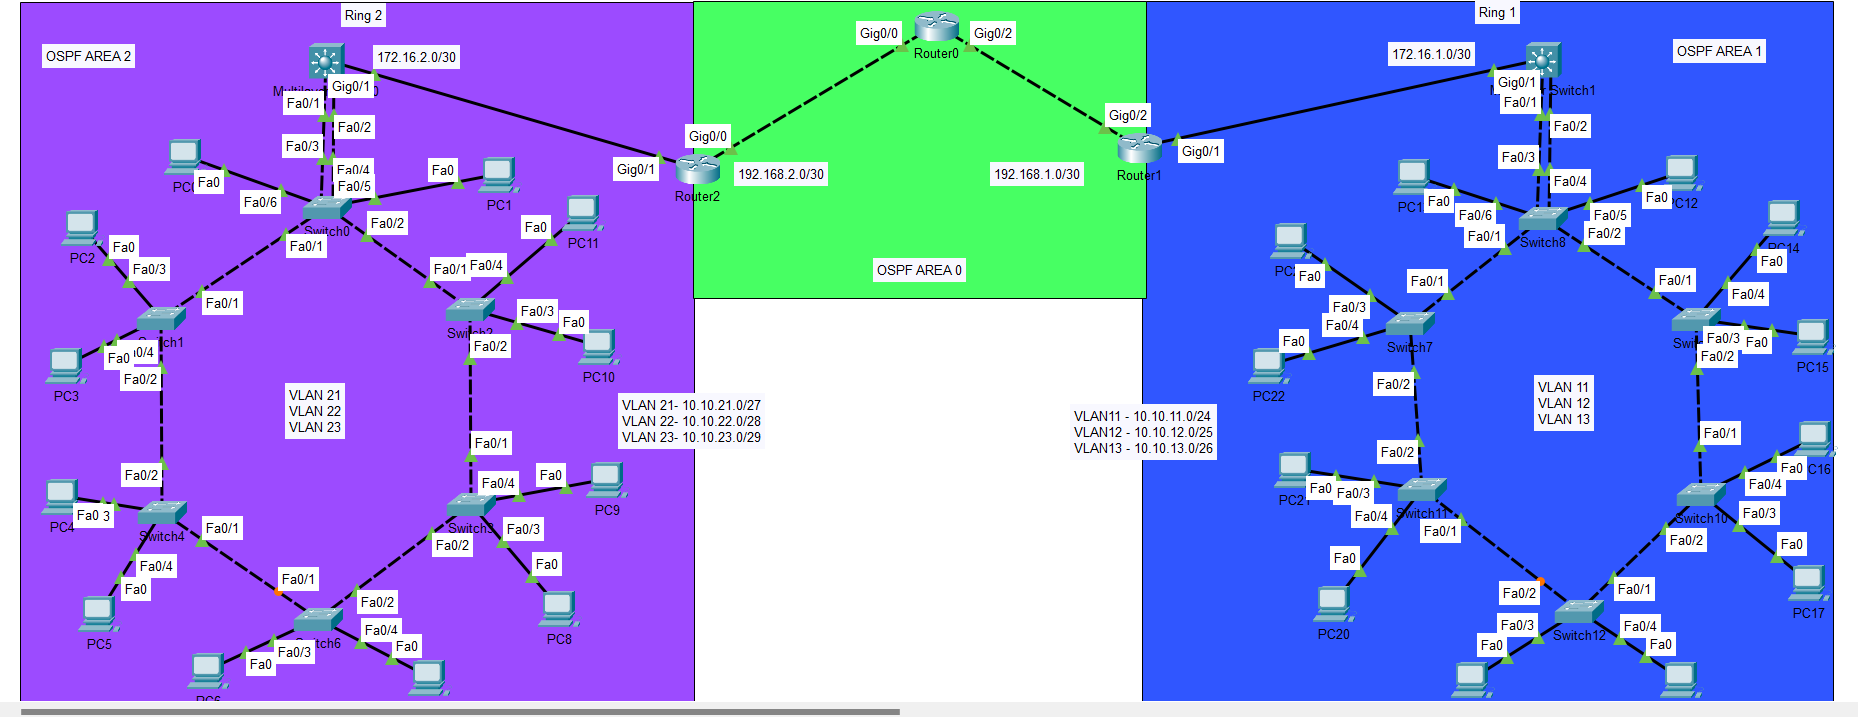 Ring 2
OSPF AREA 2
172.16.2.0/30
Gig0/1
Fa0/1
Fa0/2
Fa0/3
Fa0/4
Fa0/5
Fa0
Fa0/6
Fa0
PC1
Switch0
Fa0/2
Fa0/1
PC2
Fa0
Fa0/3
Fa0/1
Fa0
PC11
Fa0/1
Fa0/4
Fa0/3
Fa0
Fa0/2
PC10
Fa0
Fa0/2
PC3
VLAN 21
VLAN 22
VLAN 23
VLAN 21- 10.10.21.0/27
VLAN 22- 10.10.22.0/28
VLAN 23- 10.10.23.0/29
Fa0/2
Fa0/1
Fa0/4
Fa0
PC9
PC4
Fa0
3
Switch4
Fa0/1
Switch3
Fa0/3
Fa0/2
Fa0/4
Fa0
Fa0
PC5
Fa0/1
Fa0/2
PC8
Fa0/4
Fa0/3
Fa0
Fa0
Gig0/0
Gig0/2
Router0
Gig0/0
Gig0/1
Router2
192.168.2.0/30
Gig0/2
Gig0/1
Router1
192.168.1.0/30
OSPF AREA 0
Ring 1
OSPF AREA 1
172.16.1.0/30
Gig0/1
Switch1
Fa0/1
Fa0/2
Fa0/3
Fa0/4
Fa0
Fa0/6
Fa0/5
Fa0
Fa0/1
Fa0/2
Switch8
Fa0
Fa0/1
Fa0/3
Fa0/4
Switch7
Fa0
PC22
Fa0/2
Fa0
Fa0/1
Fa0/4
Fa0/3
Fa0
Fa0/2
PC15
VLAN11 - 10.10.11.0/24
VLAN12 - 10.10.12.0/25
VLAN13 - 10.10.13.0/26
VLAN 11
VLAN 12
VLAN 13
Fa0/2
Fa0
Fa0/3
Fa0/4
Switch11
Fa0/1
Fa0
PC20
Fa0/1
Fa0
Fa0/4
Fa0/3
Switch10
Fa0/2
Fa0
PC17
Fa0/2
Fa0/1
Switch12
Fa0/3
Fa0/4
Fa0
Fa0